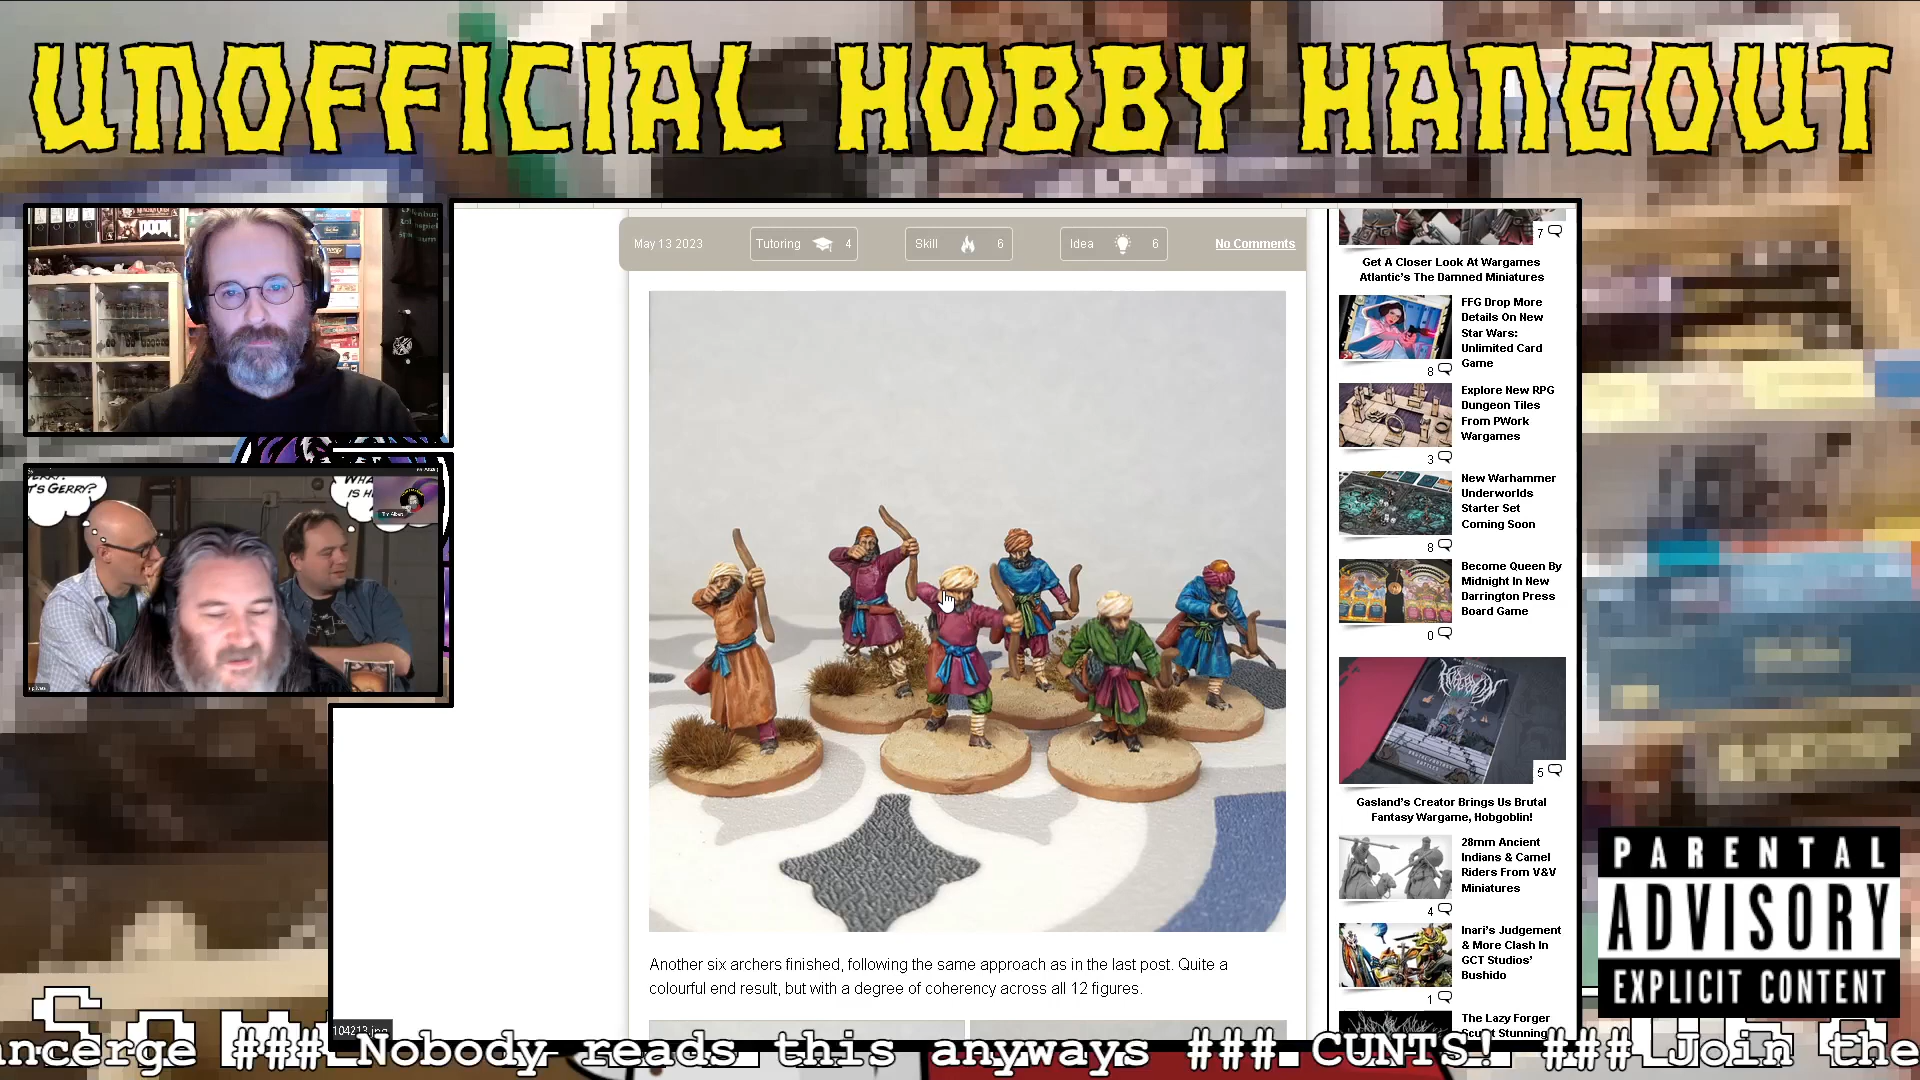 UNOFFICIAL HOBBY HANGOUT
May 13 2023
Tutoring 4
Skill 6
Idea 6
No Comments
7
Get A Closer Look At Wargames
Atlantic's The Damned Miniatures
FFG Drop More
Details On New
Star Wars:
Unlimited Card
Game
8
Explore New RPG
Dungeon Tiles
From PWork
Wargames
3
New Warhammer
Underworlds
Starter Set
Coming Soon
8
Become Queen By
Midnight In New
Darrington Press
Board Game
0
5
Gasland's Creator Brings Us Brutal
Fantasy Wargame, Hobgoblin!
28mm Ancient
Indians & Camel
Riders From V&V
Miniatures
4
Inari's Judgement
& More Clash In
GCT Studios'
Bushido
1
The Lazy Forger
Sculpt Stunning
Another six archers finished, following the same approach as in the last post. Quite a
colourful end result, but with a degree of coherency across all 12 figures.
104213.jpg
PARENTAL
ADVISORY
EXPLICIT CONTENT
ncerge ### Nobody reads this anyways ### CUNTS! ### Join the